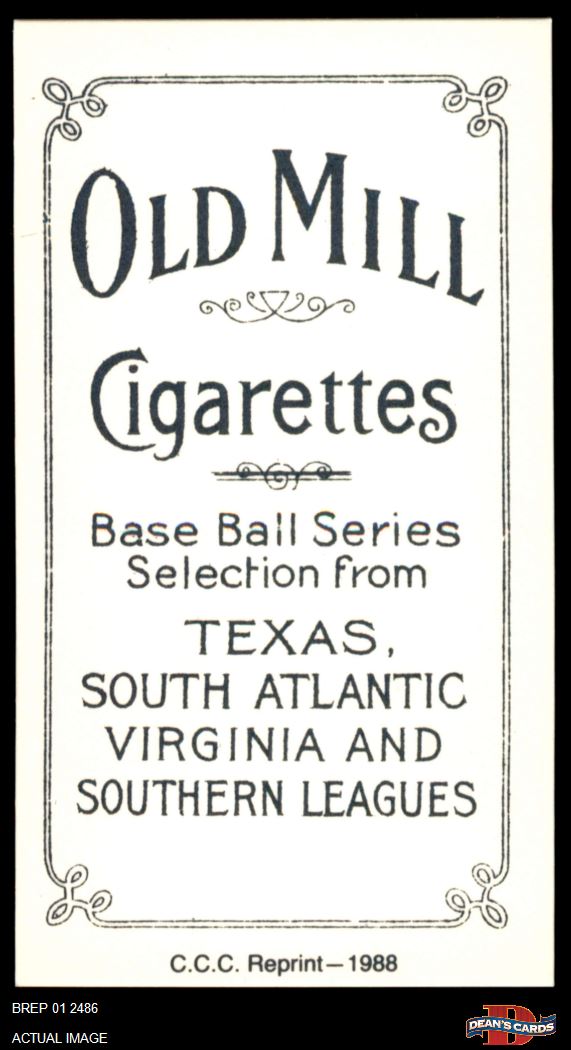 OLD MILL
Cigarettes
Base Ball Series
Selection from
TEXAS,
SOUTH ATLANTIC
VIRGINIA AND
SOUTHERN LEAGUES
C.C.C. Reprint—1988
BREP 01 2486
ACTUAL IMAGE
D
DEAN'S CARDS